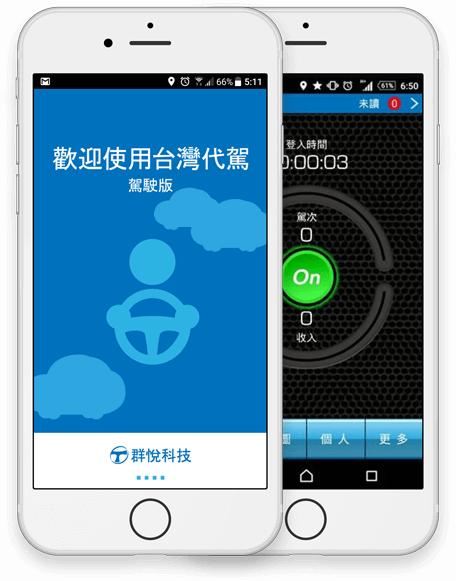 66% 5:11
歡迎使用台灣代駕
駕駛版
群悅科技
61% 6:50
未讀 0
登入時間
:00:03
駕次
0
On
0
收入
圖 個人 更多